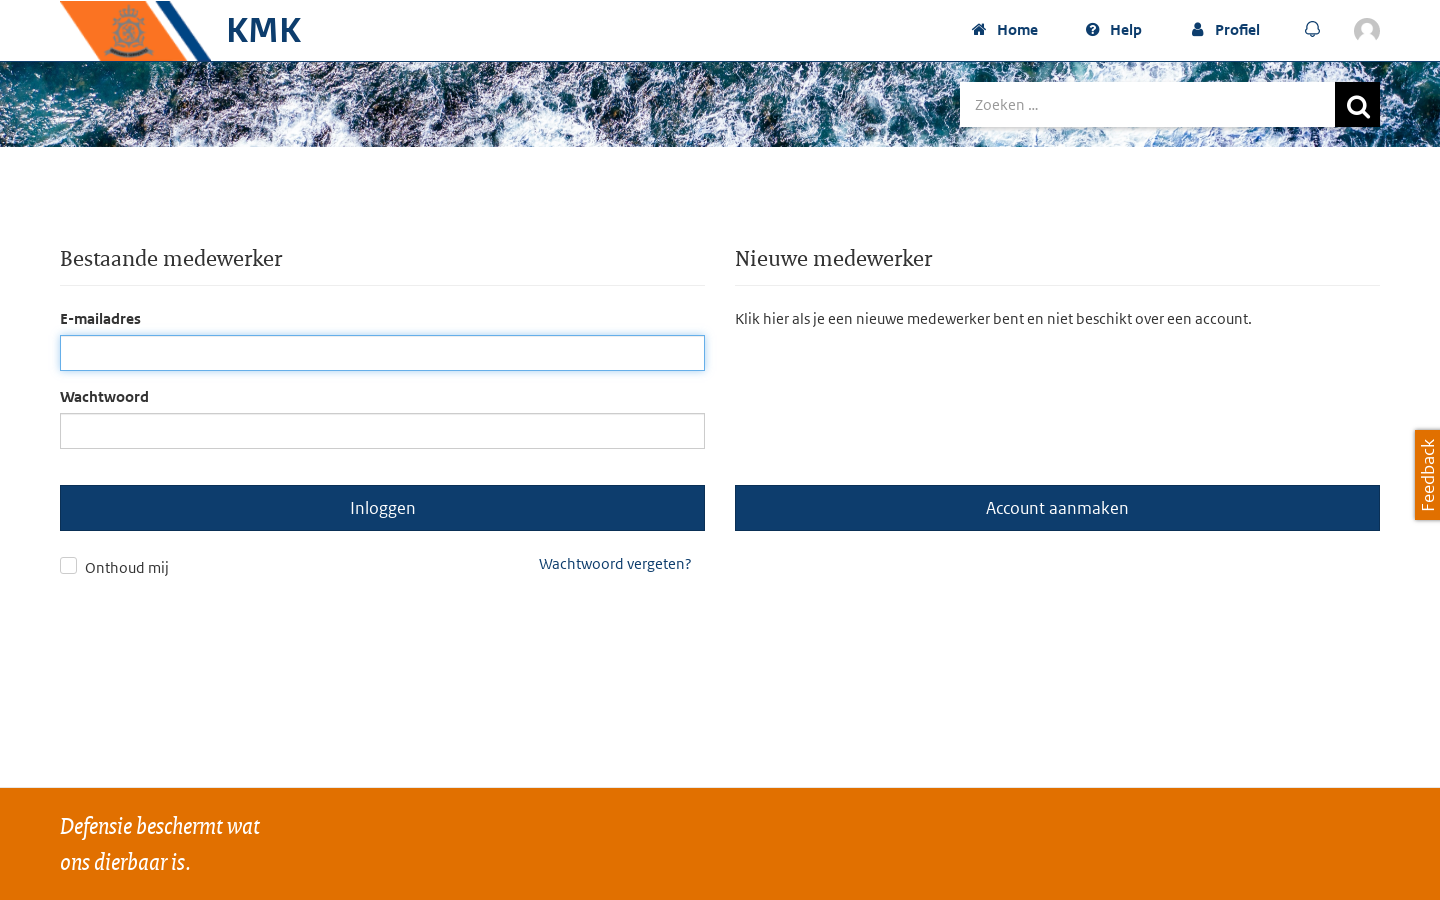 KMK
Home
Help
Profiel
Zoeken ...
Bestaande medewerker
E-mailadres
Wachtwoord
Inloggen
Onthoud mij
Wachtwoord vergeten?
Nieuwe medewerker
Klik hier als je een nieuwe medewerker bent en niet beschikt over een account.
Account aanmaken
Feedback
Defensie beschermt wat
ons dierbaar is.